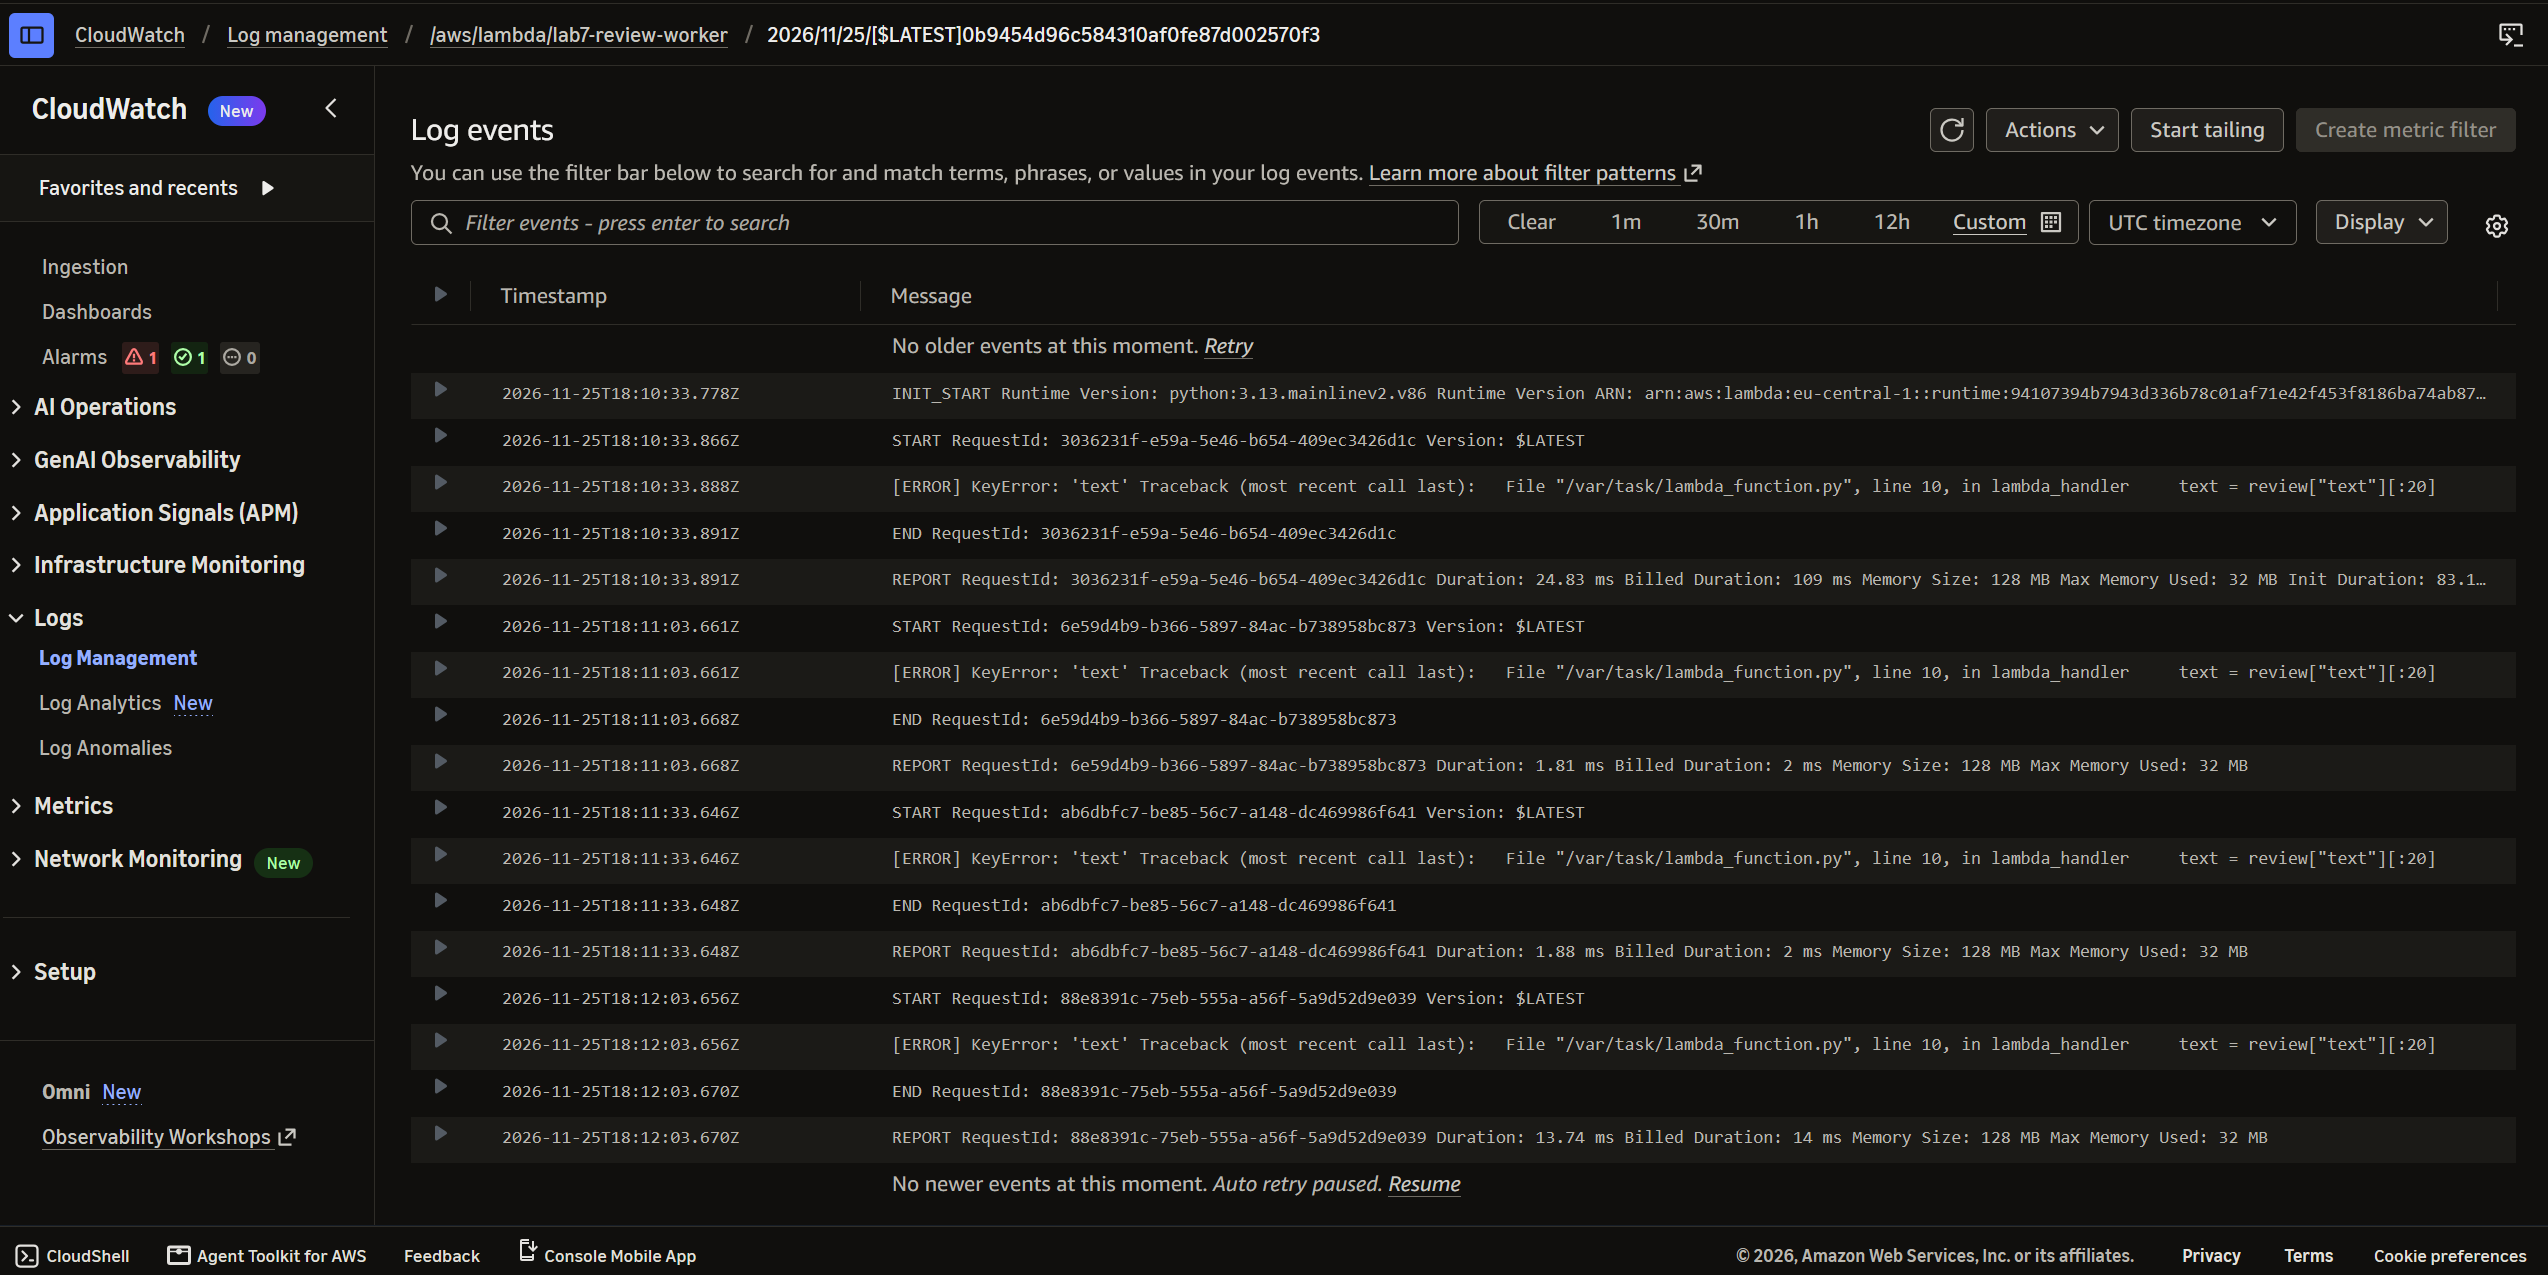 CloudWatch / Log management / /aws/lambda/lab7-review-worker / 2026/11/25/[$LATEST]0b9454d96c584310af0fe87d002570f3
CloudWatch New
Favorites and recents
Ingestion
Dashboards
Alarms 1 1 0
AI Operations
GenAI Observability
Application Signals (APM)
Infrastructure Monitoring
Logs
Log Management
Log Analytics New
Log Anomalies
Metrics
Network Monitoring New
Setup
Omni New
Observability Workshops
Log events
Actions
Start tailing
Create metric filter
You can use the filter bar below to search for and match terms, phrases, or values in your log events. Learn more about filter patterns
Filter events - press enter to search
Clear 1m 30m 1h 12h Custom
UTC timezone
Display
Timestamp Message
No older events at this moment. Retry
2026-11-25T18:10:33.778Z INIT_START Runtime Version: python:3.13.mainlinev2.v86 Runtime Version ARN: arn:aws:lambda:eu-central-1::runtime:94107394b7943d336b78c01af71e42f453f8186ba74ab87…
2026-11-25T18:10:33.866Z START RequestId: 3036231f-e59a-5e46-b654-409ec3426d1c Version: $LATEST
2026-11-25T18:10:33.888Z [ERROR] KeyError: 'text' Traceback (most recent call last): File "/var/task/lambda_function.py", line 10, in lambda_handler text = review["text"][:20]
2026-11-25T18:10:33.891Z END RequestId: 3036231f-e59a-5e46-b654-409ec3426d1c
2026-11-25T18:10:33.891Z REPORT RequestId: 3036231f-e59a-5e46-b654-409ec3426d1c Duration: 24.83 ms Billed Duration: 109 ms Memory Size: 128 MB Max Memory Used: 32 MB Init Duration: 83.1…
2026-11-25T18:11:03.661Z START RequestId: 6e59d4b9-b366-5897-84ac-b738958bc873 Version: $LATEST
2026-11-25T18:11:03.661Z [ERROR] KeyError: 'text' Traceback (most recent call last): File "/var/task/lambda_function.py", line 10, in lambda_handler text = review["text"][:20]
2026-11-25T18:11:03.668Z END RequestId: 6e59d4b9-b366-5897-84ac-b738958bc873
2026-11-25T18:11:03.668Z REPORT RequestId: 6e59d4b9-b366-5897-84ac-b738958bc873 Duration: 1.81 ms Billed Duration: 2 ms Memory Size: 128 MB Max Memory Used: 32 MB
2026-11-25T18:11:33.646Z START RequestId: ab6dbfc7-be85-56c7-a148-dc469986f641 Version: $LATEST
2026-11-25T18:11:33.646Z [ERROR] KeyError: 'text' Traceback (most recent call last): File "/var/task/lambda_function.py", line 10, in lambda_handler text = review["text"][:20]
2026-11-25T18:11:33.648Z END RequestId: ab6dbfc7-be85-56c7-a148-dc469986f641
2026-11-25T18:11:33.648Z REPORT RequestId: ab6dbfc7-be85-56c7-a148-dc469986f641 Duration: 1.88 ms Billed Duration: 2 ms Memory Size: 128 MB Max Memory Used: 32 MB
2026-11-25T18:12:03.656Z START RequestId: 88e8391c-75eb-555a-a56f-5a9d52d9e039 Version: $LATEST
2026-11-25T18:12:03.656Z [ERROR] KeyError: 'text' Traceback (most recent call last): File "/var/task/lambda_function.py", line 10, in lambda_handler text = review["text"][:20]
2026-11-25T18:12:03.670Z END RequestId: 88e8391c-75eb-555a-a56f-5a9d52d9e039
2026-11-25T18:12:03.670Z REPORT RequestId: 88e8391c-75eb-555a-a56f-5a9d52d9e039 Duration: 13.74 ms Billed Duration: 14 ms Memory Size: 128 MB Max Memory Used: 32 MB
No newer events at this moment. Auto retry paused. Resume
CloudShell Agent Toolkit for AWS Feedback Console Mobile App © 2026, Amazon Web Services, Inc. or its affiliates. Privacy Terms Cookie preferences